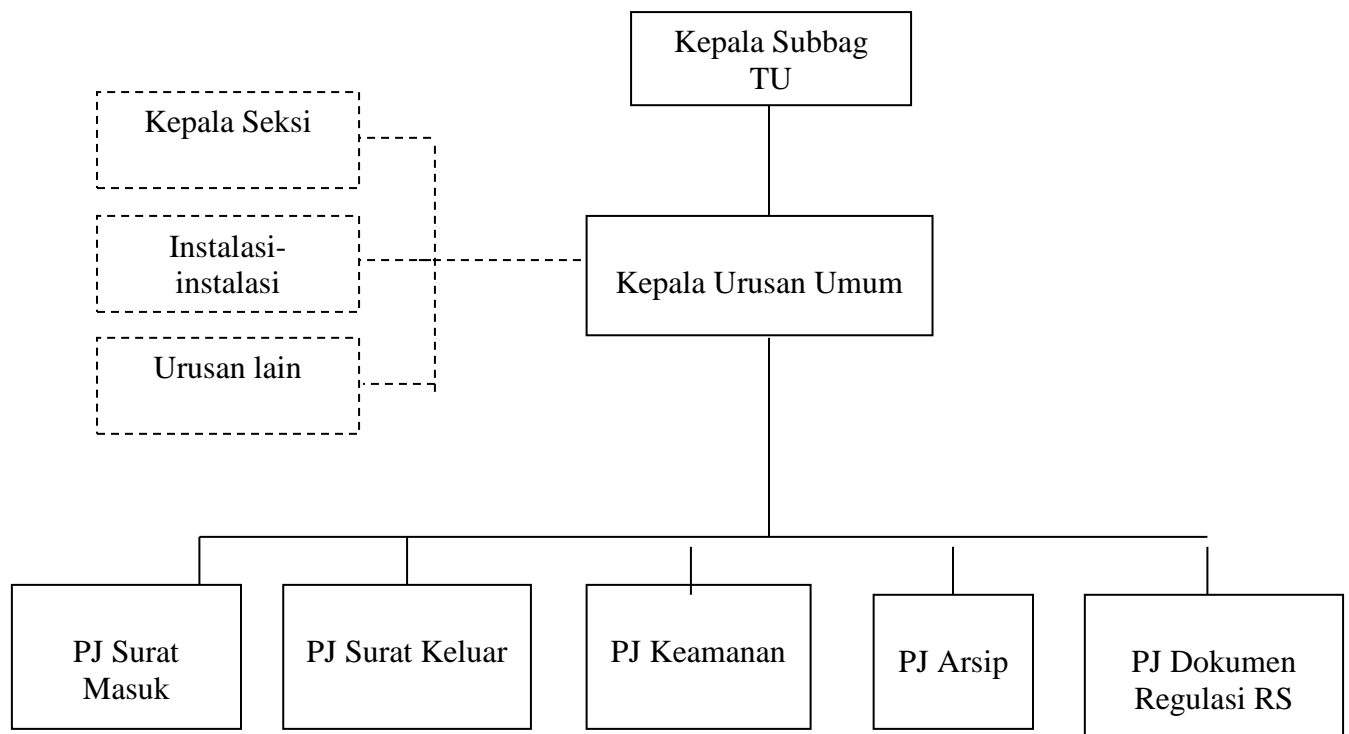 Kepala Subbag
TU
Kepala Seksi
Instalasi-
instalasi
Kepala Urusan Umum
Urusan lain
PJ Surat
Masuk
PJ Surat Keluar
PJ Keamanan
PJ Arsip
PJ Dokumen
Regulasi RS